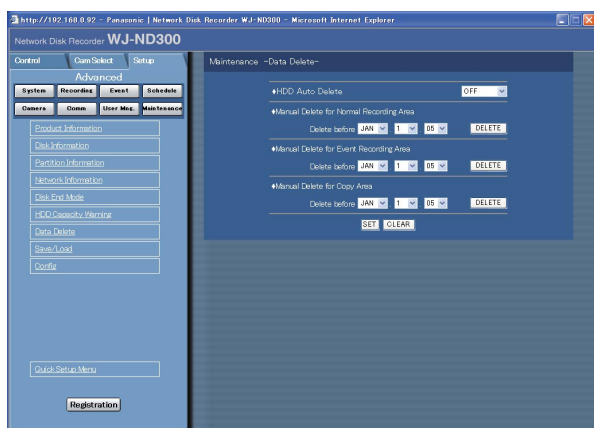 http://192.168.0.92 - Panasonic | Network Disk Recorder WJ-ND300 - Microsoft Internet Explorer
Network Disk Recorder WJ-ND300
Control Cam Select Setup
Advanced
System Recording Event Schedule
Camera Comm User Mng. Maintenance
Product Information
Disk Information
Partition Information
Network Information
Disk End Mode
HDD Capacity Warning
Data Delete
Save/Load
Config
Quick Setup Menu
Registration
Maintenance -Data Delete-
♦HDD Auto Delete OFF
♦Manual Delete for Normal Recording Area
Delete before JAN 1 05 DELETE
♦Manual Delete for Event Recording Area
Delete before JAN 1 05 DELETE
♦Manual Delete for Copy Area
Delete before JAN 1 05 DELETE
SET CLEAR